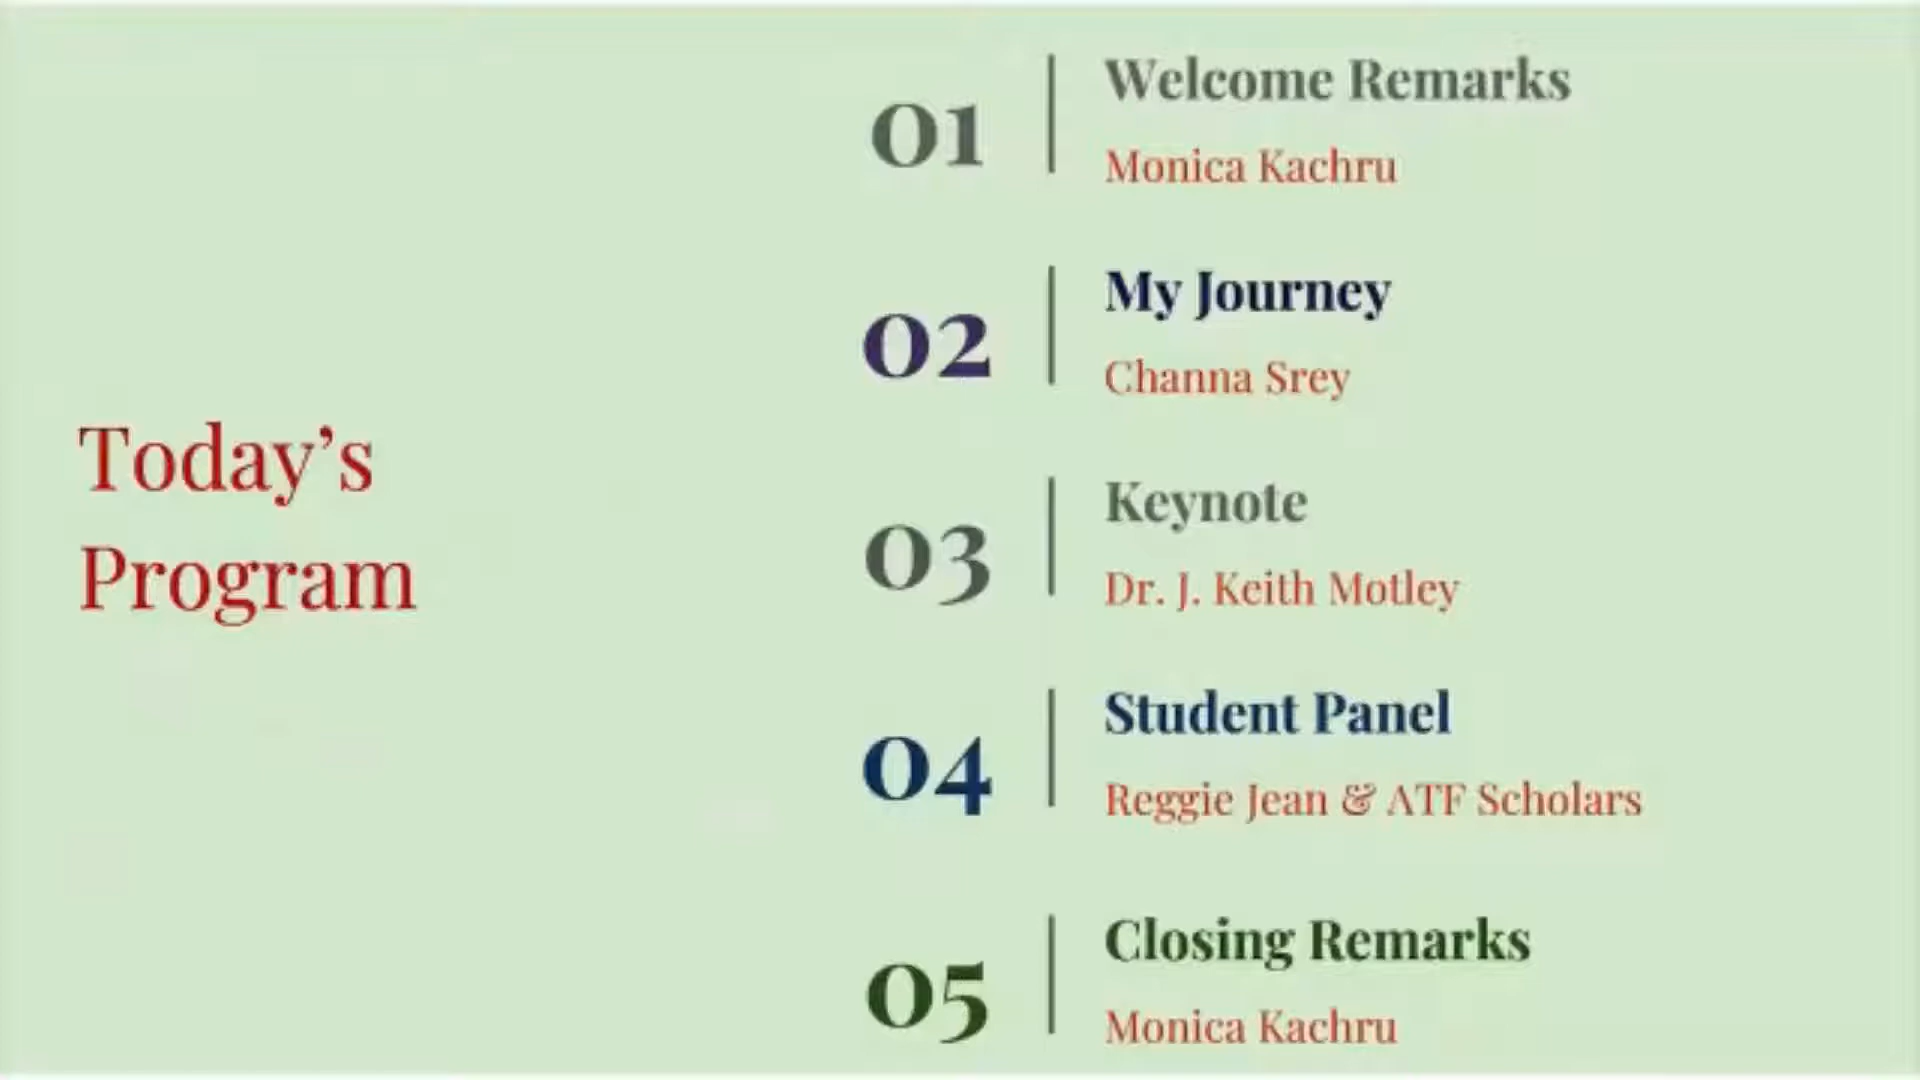 Today's
Program
01
Welcome Remarks
Monica Kachru
02
My Journey
Channa Srey
03
Keynote
Dr. J. Keith Motley
04
Student Panel
Reggie Jean & ATF Scholars
05
Closing Remarks
Monica Kachru